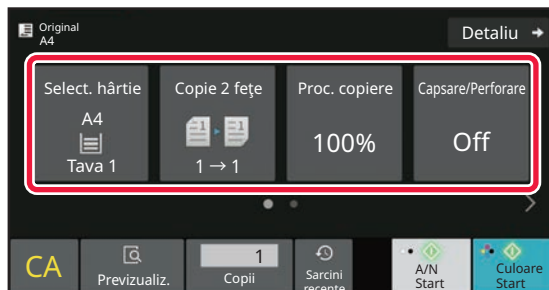 Original
A4
Detaliu
Select. hârtie
A4
Tava 1
Copie 2 feţe
1 → 1
Proc. copiere
100%
Capsare/Perforare
Off
CA
Previzualiz.
1
Copii
Sarcini
recente
A/N
Start
Culoare
Start